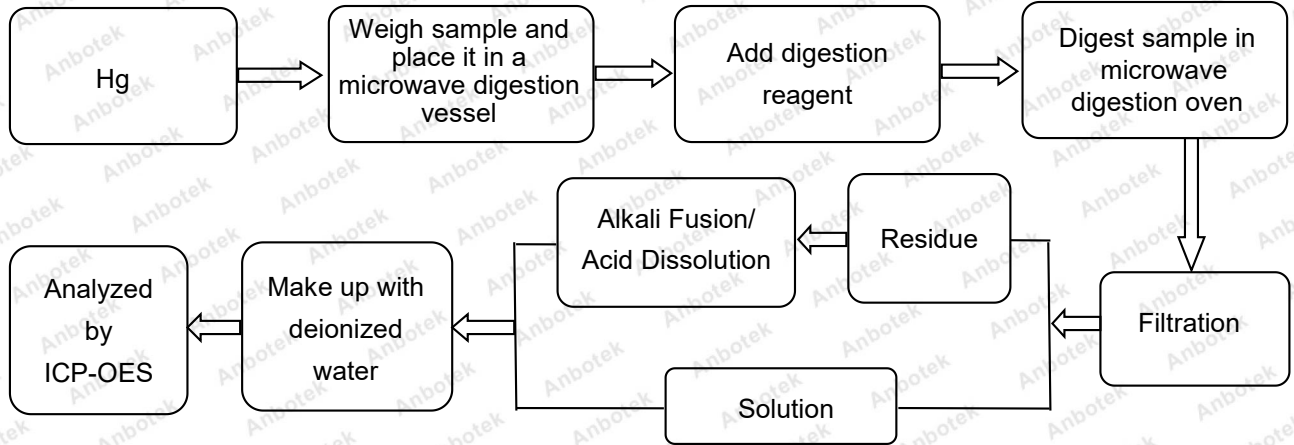 Hg
Weigh sample and
place it in a
microwave digestion
vessel
Add digestion
reagent
Digest sample in
microwave
digestion oven
Filtration
Residue
Alkali Fusion/
Acid Dissolution
Solution
Make up with
deionized
water
Analyzed
by
ICP-OES
Anbotek